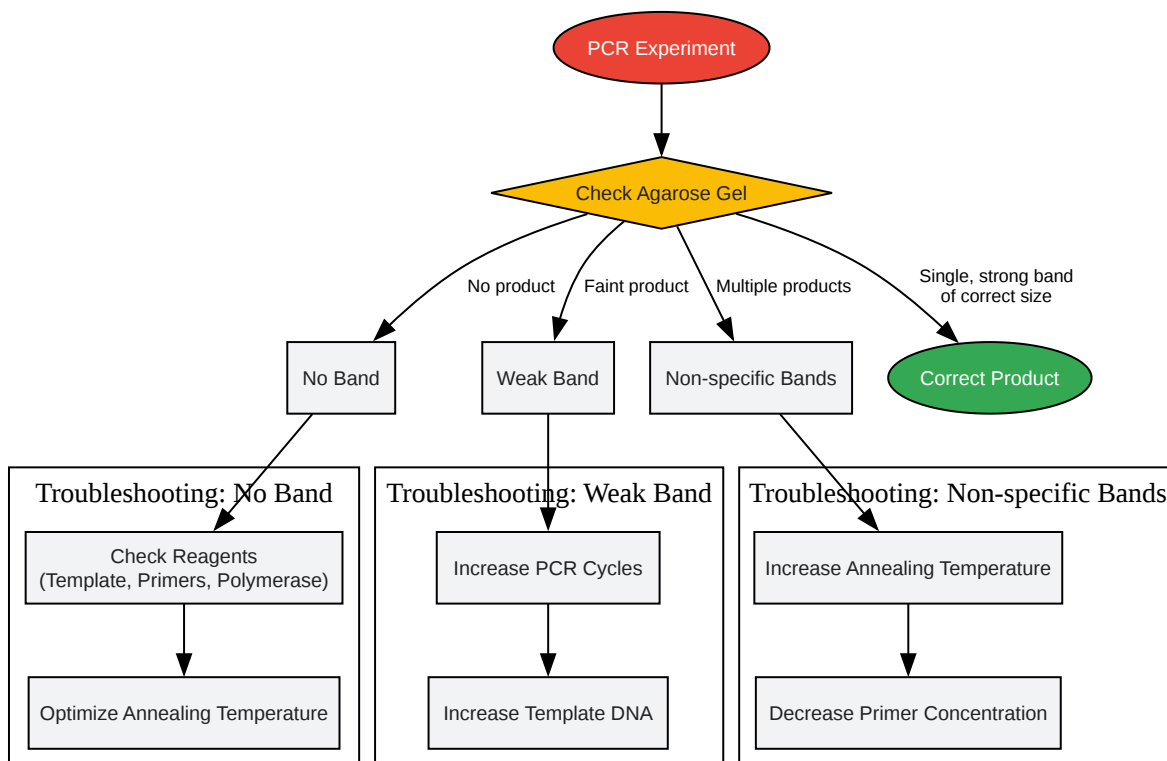 PCR Experiment
Check Agarose Gel
No product
Faint product
Multiple products
Single, strong band
of correct size
No Band
Weak Band
Non-specific Bands
Correct Product
Troubleshooting: No Band
Troubleshooting: Weak Band
Troubleshooting: Non-specific Bands
Check Reagents
(Template, Primers, Polymerase)
Increase PCR Cycles
Increase Annealing Temperature
Optimize Annealing Temperature
Increase Template DNA
Decrease Primer Concentration